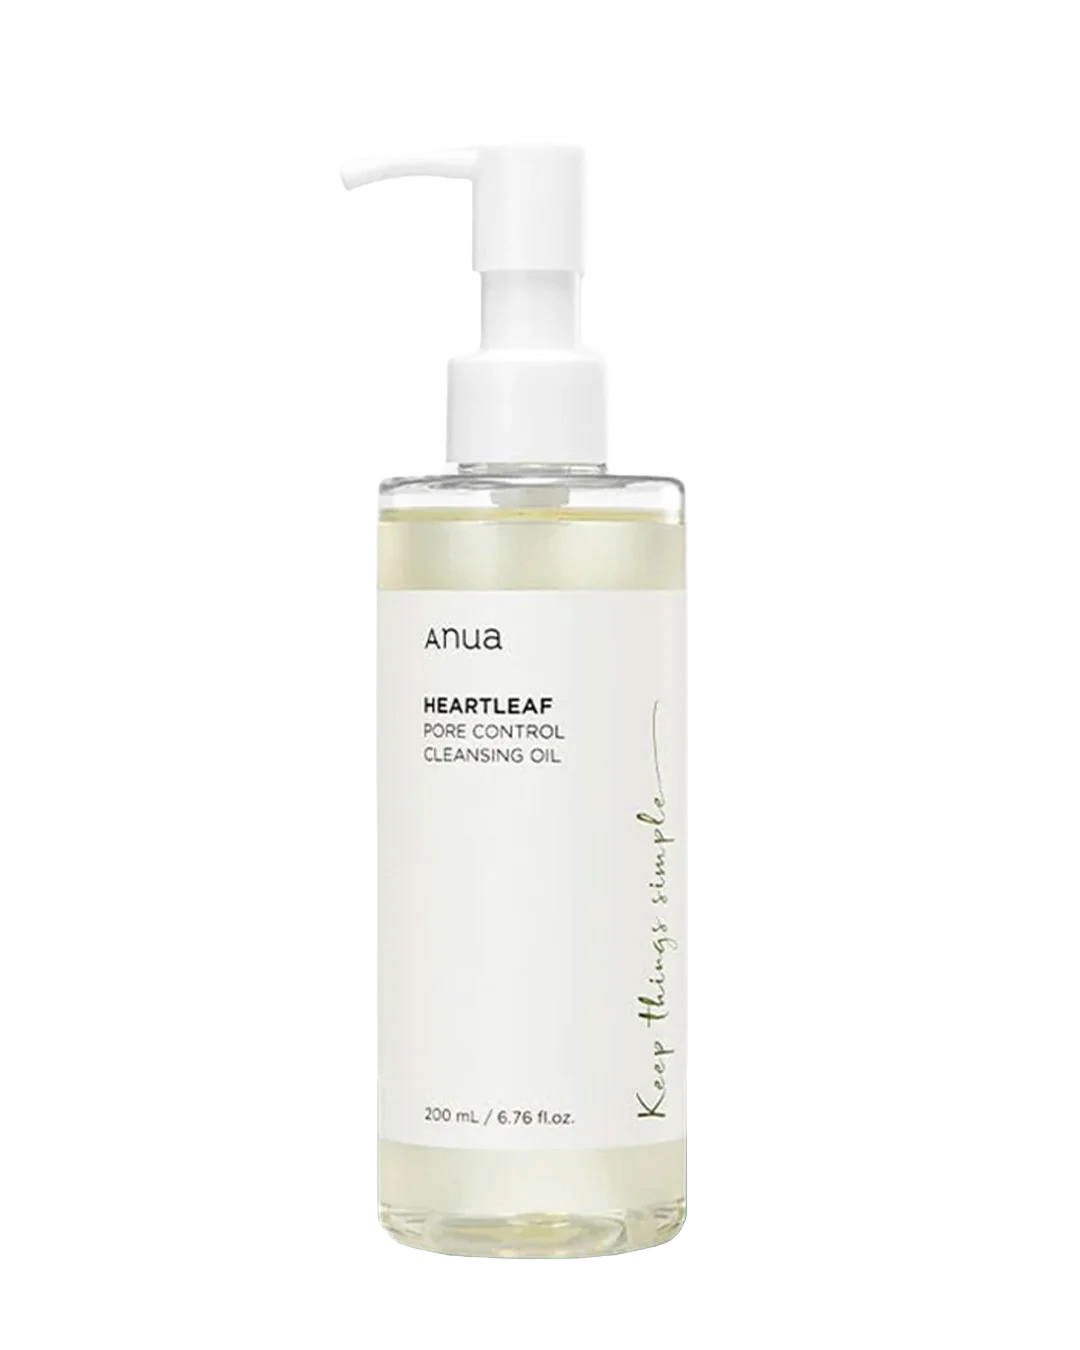 Anua
HEARTLEAF
PORE CONTROL
CLEANSING OIL
Keep things simple
200 mL / 6.76 fl.oz.